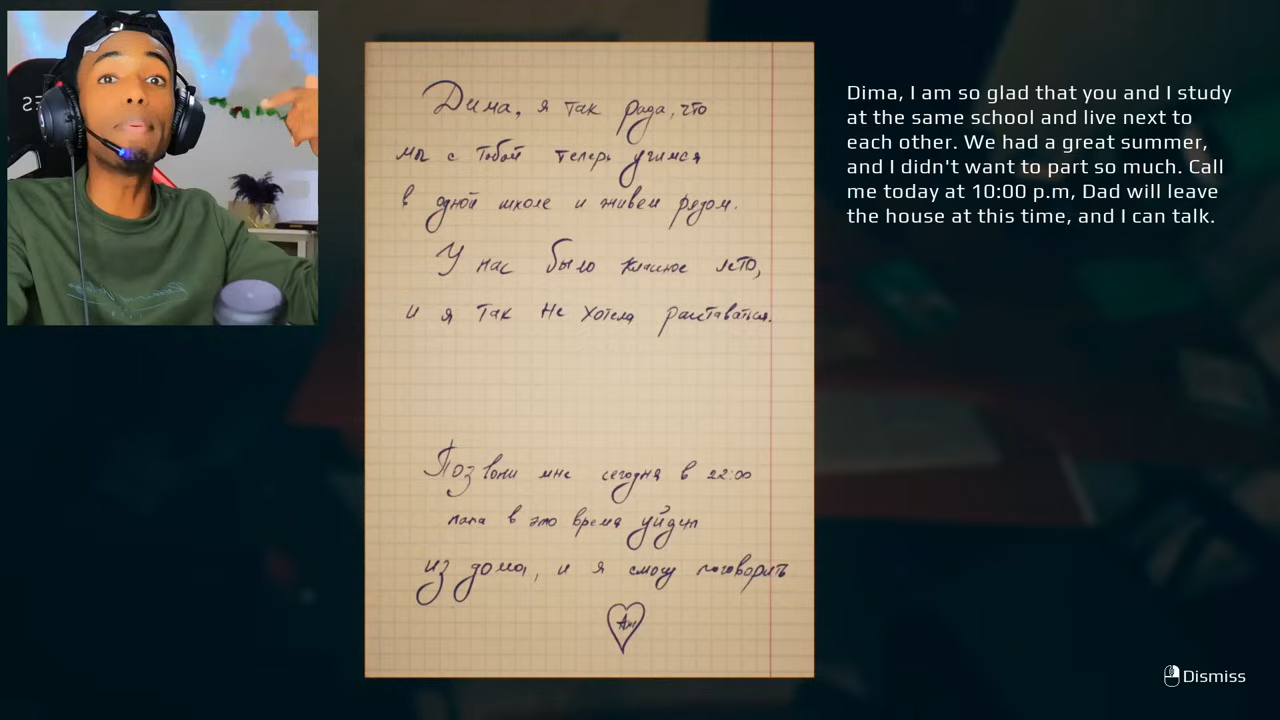 Дима, я так рада, что
мы с тобой теперь учимся
в одной школе и живем рядом.
У нас было классное лето,
и я так не хотела расставаться.
Позвони мне сегодня в 22:00
папа в это время уйдет
из дома, и я смогу поговорить
Dima, I am so glad that you and I study
at the same school and live next to
each other. We had a great summer,
and I didn't want to part so much. Call
me today at 10:00 p.m, Dad will leave
the house at this time, and I can talk.
Dismiss